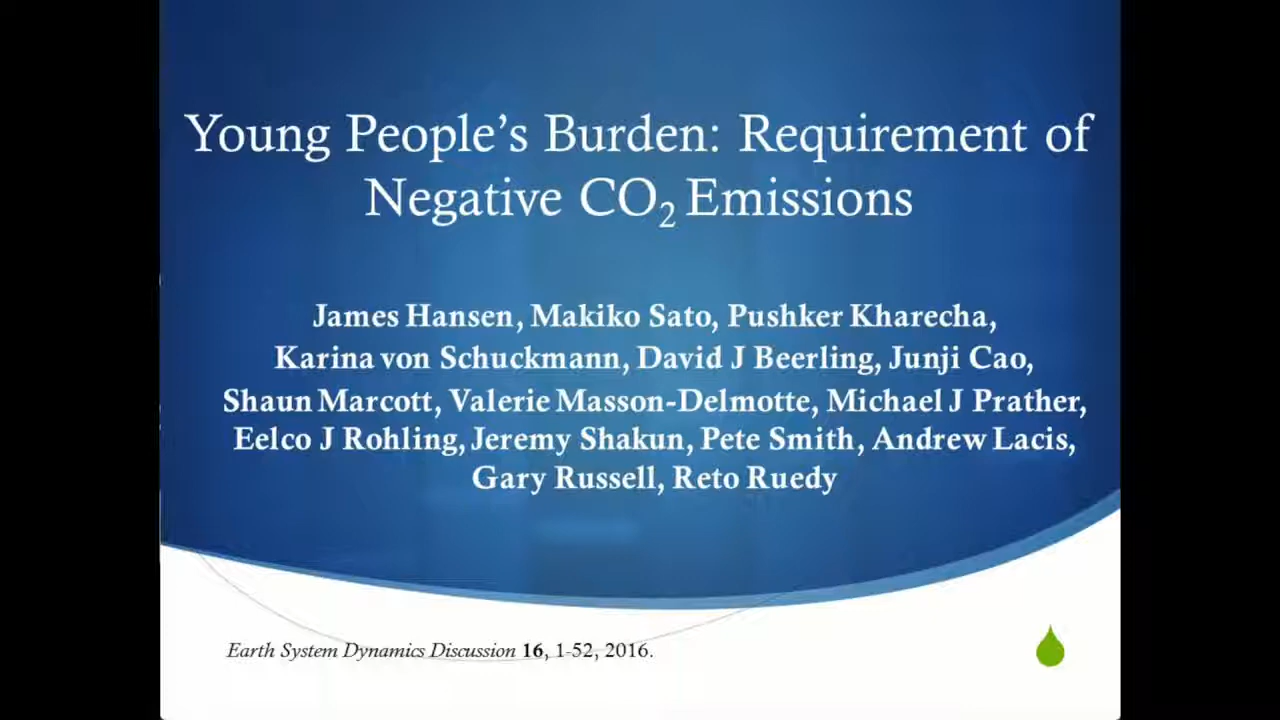 Young People’s Burden: Requirement of
Negative CO₂ Emissions
James Hansen, Makiko Sato, Pushker Kharecha,
Karina von Schuckmann, David J Beerling, Junji Cao,
Shaun Marcott, Valerie Masson-Delmotte, Michael J Prather,
Eelco J Rohling, Jeremy Shakun, Pete Smith, Andrew Lacis,
Gary Russell, Reto Ruedy
Earth System Dynamics Discussion 16, 1-52, 2016.